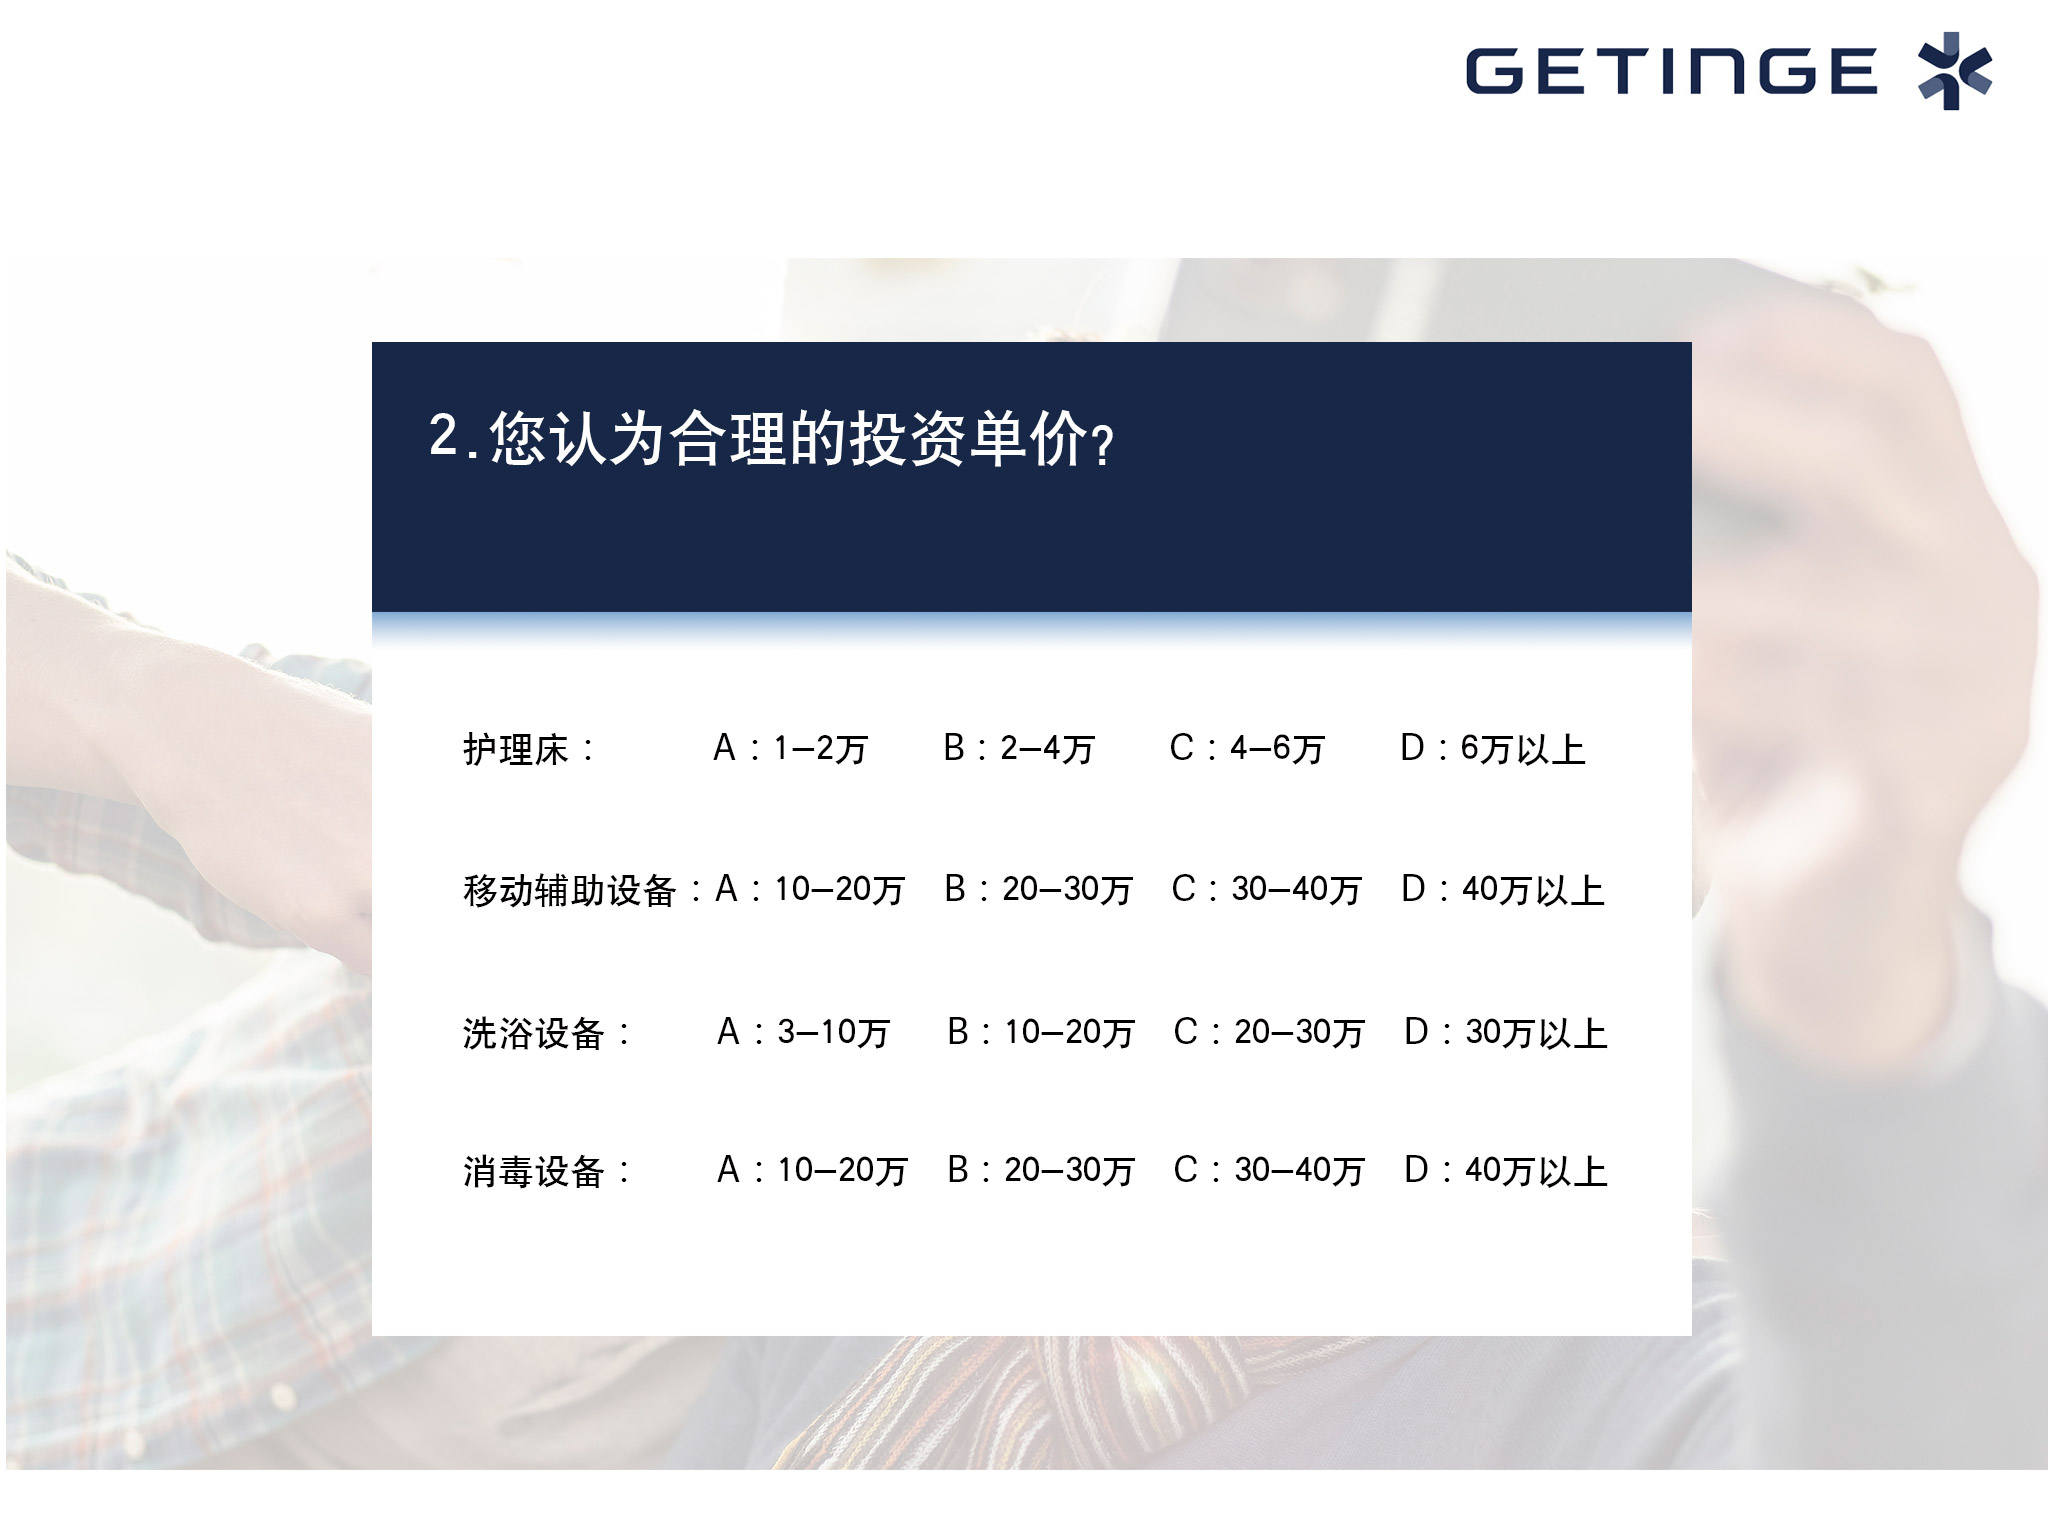 GETINGE
2.您认为合理的投资单价?
护理床： A：1-2万 B：2-4万 C：4-6万 D：6万以上
移动辅助设备：A：10-20万 B：20-30万 C：30-40万 D：40万以上
洗浴设备： A：3-10万 B：10-20万 C：20-30万 D：30万以上
消毒设备： A：10-20万 B：20-30万 C：30-40万 D：40万以上